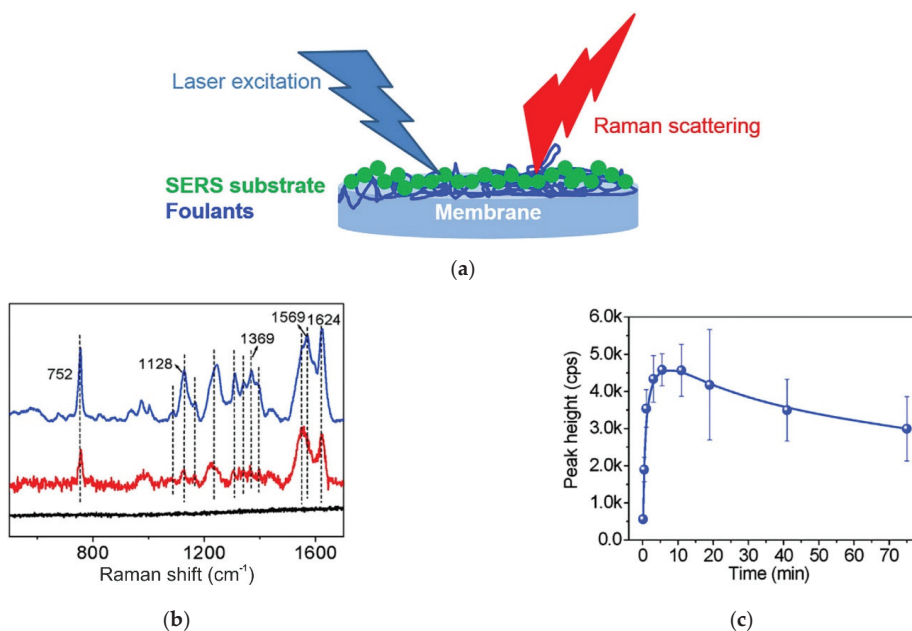 Laser excitation
Raman scattering
SERS substrate
Foulants
Membrane
(a)
752
1128
1369
1569
1624
800
1200
1600
Raman shift (cm⁻¹)
(b)
6.0k
5.0k
4.0k
3.0k
2.0k
1.0k
0.0
Peak height (cps)
0 10 20 30 40 50 60 70
Time (min)
(c)